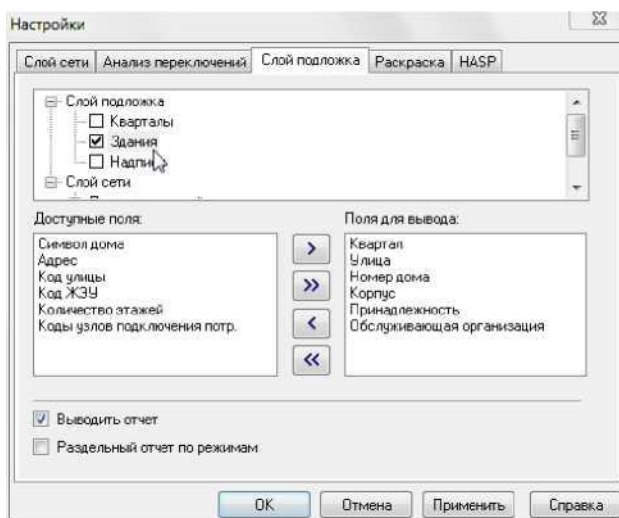 Настройки
Слой сети Анализ переключений Слой подложка Раскраска HASP
Слой подложка
Кварталы
Здания
Надпи
Слой сети
Доступные поля: Поля для вывода:
Символ дома
Адрес
Код улицы
Код ЖЭУ
Количество этажей
Коды узлов подключения потр.
>
>>
<
<<
Квартал
Улица
Номер дома
Корпус
Принадлежность
Обслуживающая организация
Выводить отчет
Раздельный отчет по режимам
OK Отмена Применить Справка